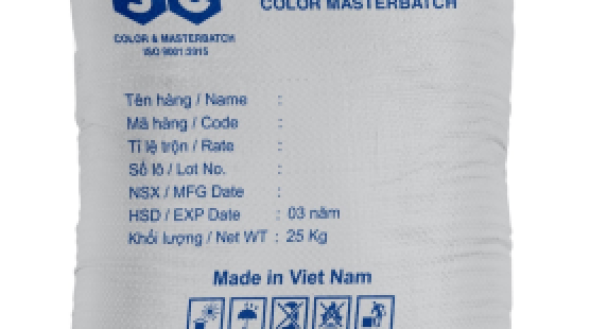 COLOR MASTERBATCH
COLOR & MASTERBATCH
ISO 9001:2015
Tên hàng / Name :
Mã hàng / Code :
Tỉ lệ trộn / Rate :
Số lô / Lot No. :
NSX / MFG Date :
HSD / EXP Date : 03 năm
Khối lượng / Net WT : 25 Kg
Made in Viet Nam